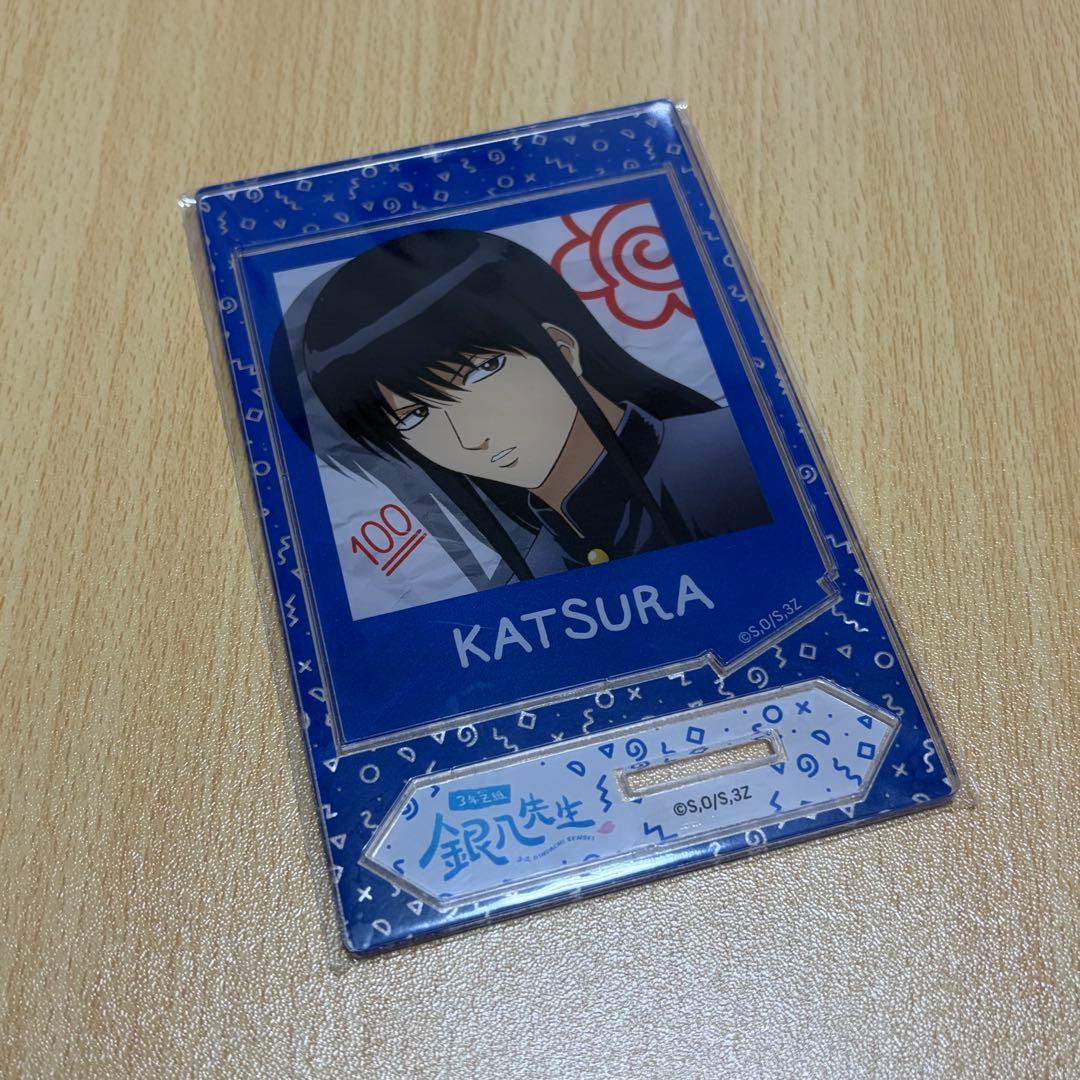 100
KATSURA
©S,O/S,3Z
3年Z組
銀八先生
3-Z GINPACHI SENSEI
©S,O/S,3Z